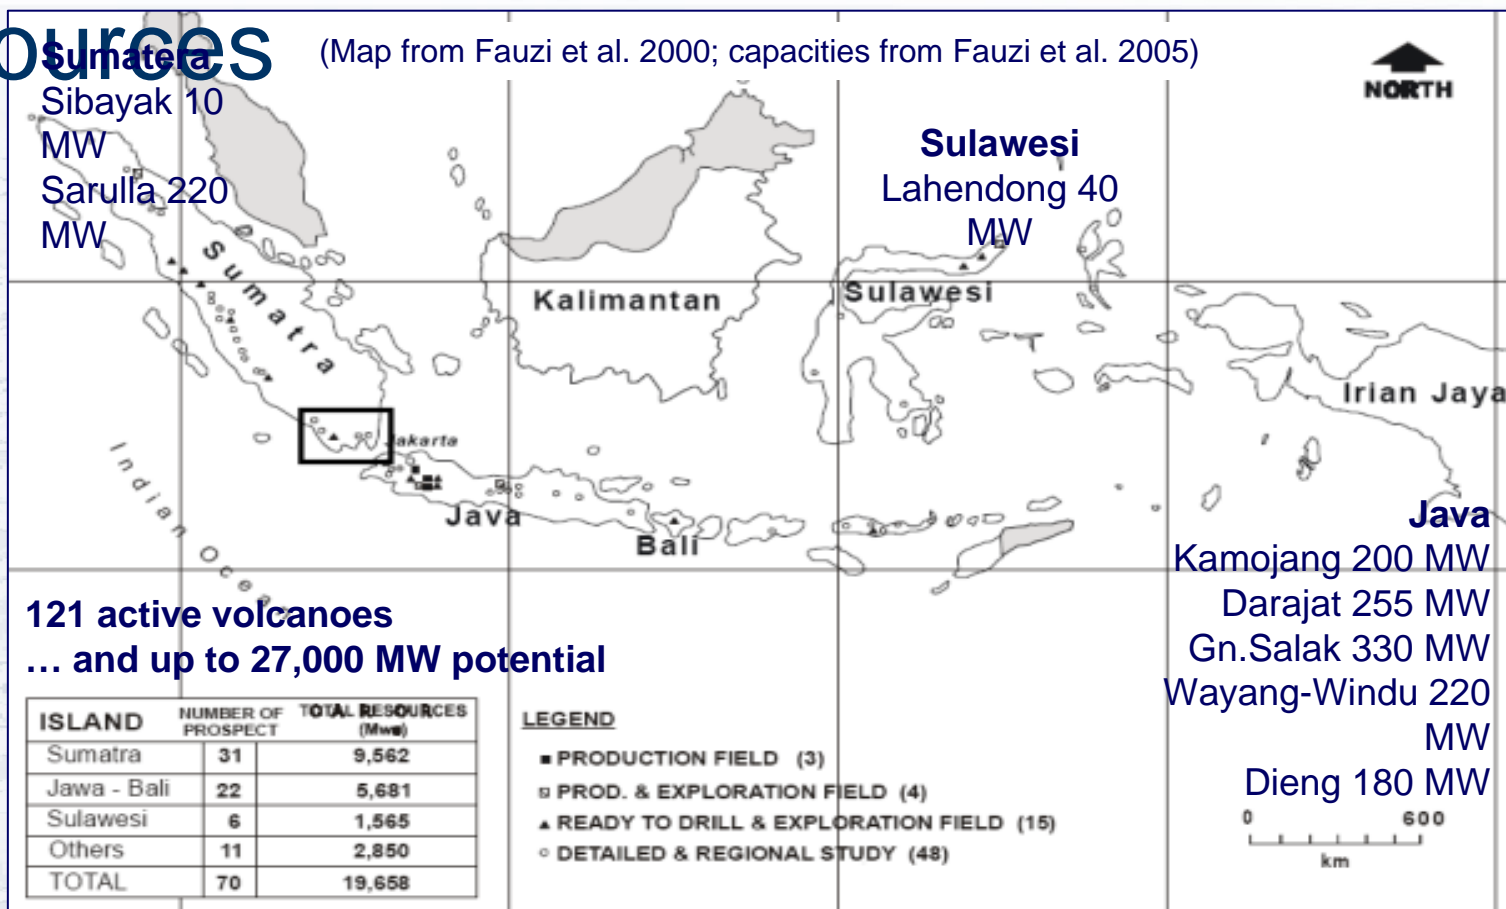 ources
(Map from Fauzi et al. 2000; capacities from Fauzi et al. 2005)
Sumatera
Sibayak 10
MW
Sarulla 220
MW
NORTH
Sulawesi
Lahendong 40
MW
Sumatra
Kalimantan
Sulawesi
Irian Jaya
Jakarta
Java
Bali
Indian Ocean
Java
Kamojang 200 MW
Darajat 255 MW
Gn.Salak 330 MW
Wayang-Windu 220
MW
Dieng 180 MW
121 active volcanoes
… and up to 27,000 MW potential
ISLAND NUMBER OF PROSPECT TOTAL RESOURCES (Mwe)
Sumatra 31 9,562
Jawa - Bali 22 5,681
Sulawesi 6 1,565
Others 11 2,850
TOTAL 70 19,658
LEGEND
PRODUCTION FIELD (3)
PROD. & EXPLORATION FIELD (4)
READY TO DRILL & EXPLORATION FIELD (15)
DETAILED & REGIONAL STUDY (48)
0 600
km